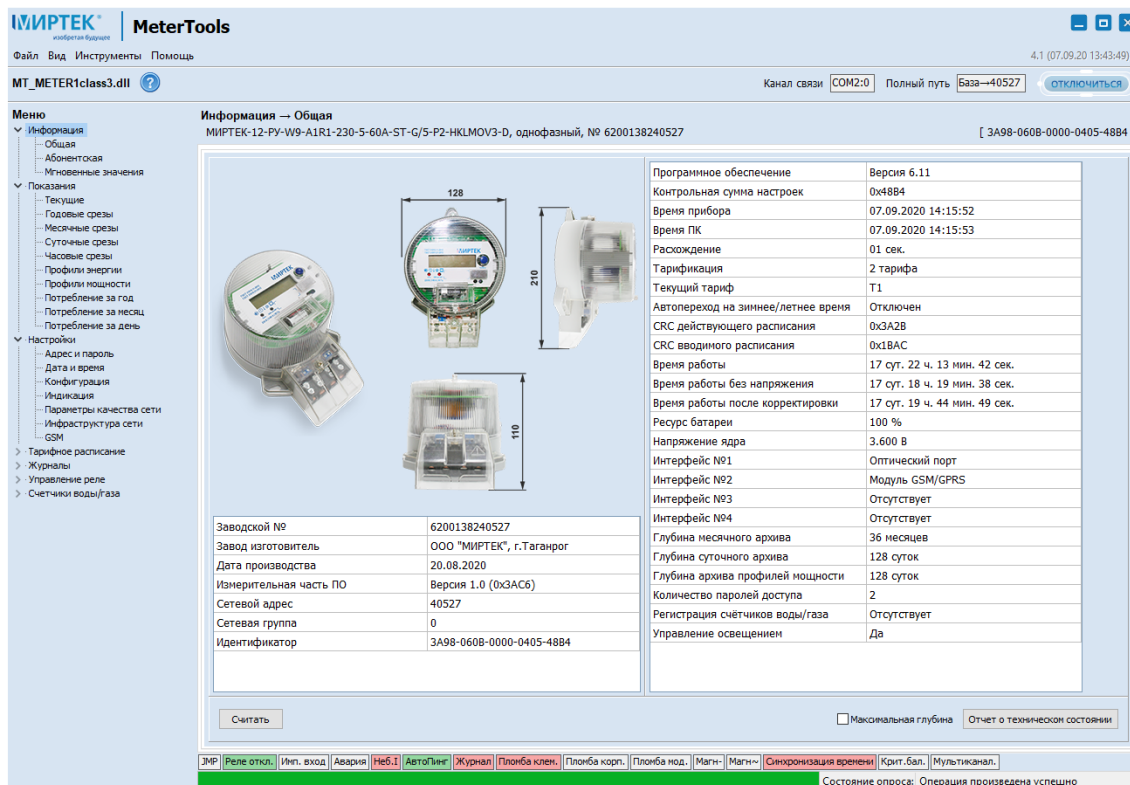 МИРТЕК®
изобретая будущее
MeterTools
Файл Вид Инструменты Помощь
4.1 (07.09.20 13:43:49)
MT_METER1class3.dll ?
Канал связи COM2:0 Полный путь База→40527 ОТКЛЮЧИТЬСЯ
Меню
Информация
Общая
Абонентская
Мгновенные значения
Показания
Текущие
Годовые срезы
Месячные срезы
Суточные срезы
Часовые срезы
Профили энергии
Профили мощности
Потребление за год
Потребление за месяц
Потребление за день
Настройки
Адрес и пароль
Дата и время
Конфигурация
Индикация
Параметры качества сети
Инфраструктура сети
GSM
Тарифное расписание
Журналы
Управление реле
Счетчики воды/газа
Информация → Общая
МИРТЕК-12-РУ-W9-A1R1-230-5-60A-ST-G/5-P2-HKLMOV3-D, однофазный, № 6200138240527
[ 3A98-060B-0000-0405-48B4
128
210
110
МИРТЕК
МИРТЕК
Заводской № 6200138240527
Завод изготовитель ООО "МИРТЕК", г.Таганрог
Дата производства 20.08.2020
Измерительная часть ПО Версия 1.0 (0x3AC6)
Сетевой адрес 40527
Сетевая группа 0
Идентификатор 3A98-060B-0000-0405-48B4
Программное обеспечение Версия 6.11
Контрольная сумма настроек 0x48B4
Время прибора 07.09.2020 14:15:52
Время ПК 07.09.2020 14:15:53
Расхождение 01 сек.
Тарификация 2 тарифа
Текущий тариф T1
Автопереход на зимнее/летнее время Отключен
CRC действующего расписания 0x3A2B
CRC вводимого расписания 0x1BAC
Время работы 17 сут. 22 ч. 13 мин. 42 сек.
Время работы без напряжения 17 сут. 18 ч. 19 мин. 38 сек.
Время работы после корректировки 17 сут. 19 ч. 44 мин. 49 сек.
Ресурс батареи 100 %
Напряжение ядра 3.600 В
Интерфейс №1 Оптический порт
Интерфейс №2 Модуль GSM/GPRS
Интерфейс №3 Отсутствует
Интерфейс №4 Отсутствует
Глубина месячного архива 36 месяцев
Глубина суточного архива 128 суток
Глубина архива профилей мощности 128 суток
Количество паролей доступа 2
Регистрация счётчиков воды/газа Отсутствует
Управление освещением Да
Считать
Максимальная глубина Отчет о техническом состоянии
JMP Реле откл. Имп. вход Авария Неб.I АвтоПинг Журнал Пломба клем. Пломба корп. Пломба мод. Магн- Магн~ Синхронизация времени Крит.бал. Мультиканал.
Состояние опроса: Операция произведена успешно